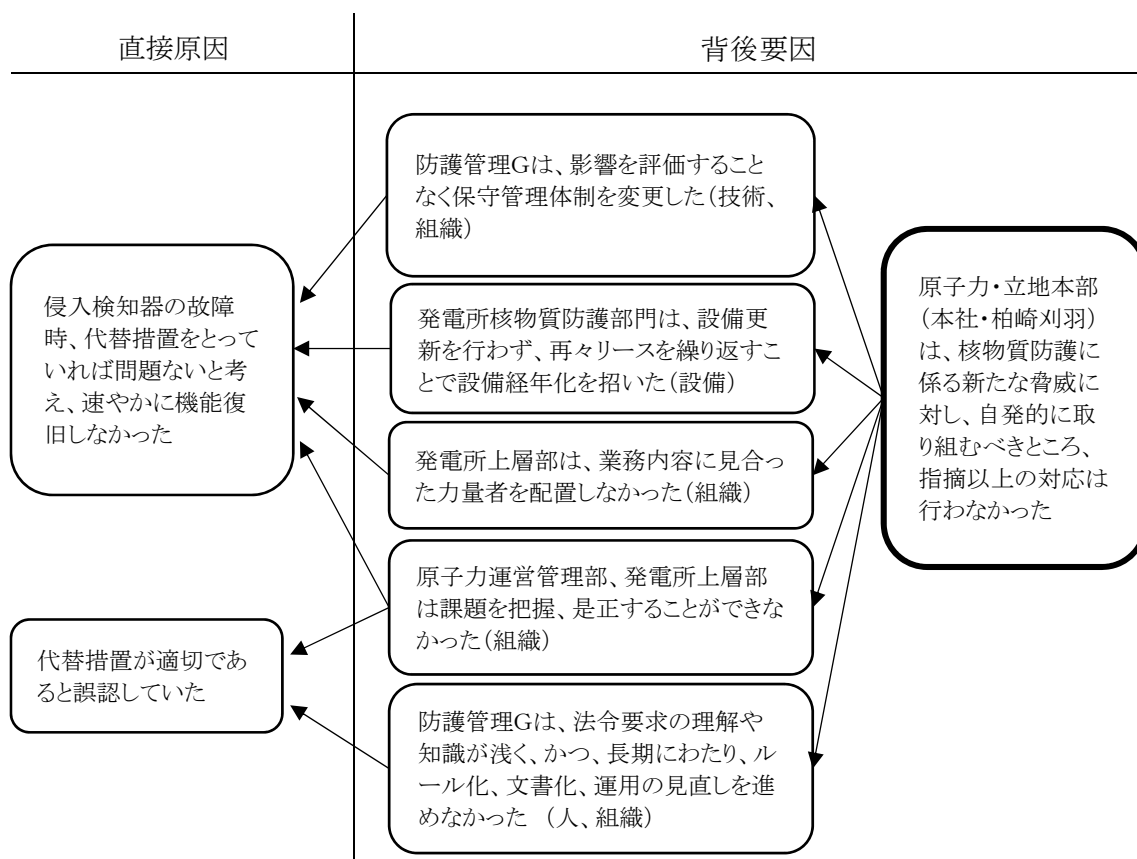 直接原因
背後要因
防護管理Gは、影響を評価すること
なく保守管理体制を変更した(技術、
組織)
侵入検知器の故障
時、代替措置をとって
いれば問題ないと考
え、速やかに機能復
旧しなかった
発電所核物質防護部門は、設備更
新を行わず、再々リースを繰り返すこ
とで設備経年化を招いた(設備)
発電所上層部は、業務内容に見合っ
た力量者を配置しなかった(組織)
原子力・立地本部
(本社・柏崎刈羽)
は、核物質防護に
係る新たな脅威に
対し、自発的に取
り組むべきところ、
指摘以上の対応は
行わなかった
原子力運営管理部、発電所上層部
は課題を把握、是正することができな
かった(組織)
代替措置が適切であ
ると誤認していた
防護管理Gは、法令要求の理解や
知識が浅く、かつ、長期にわたり、ル
ール化、文書化、運用の見直しを進
めなかった (人、組織)